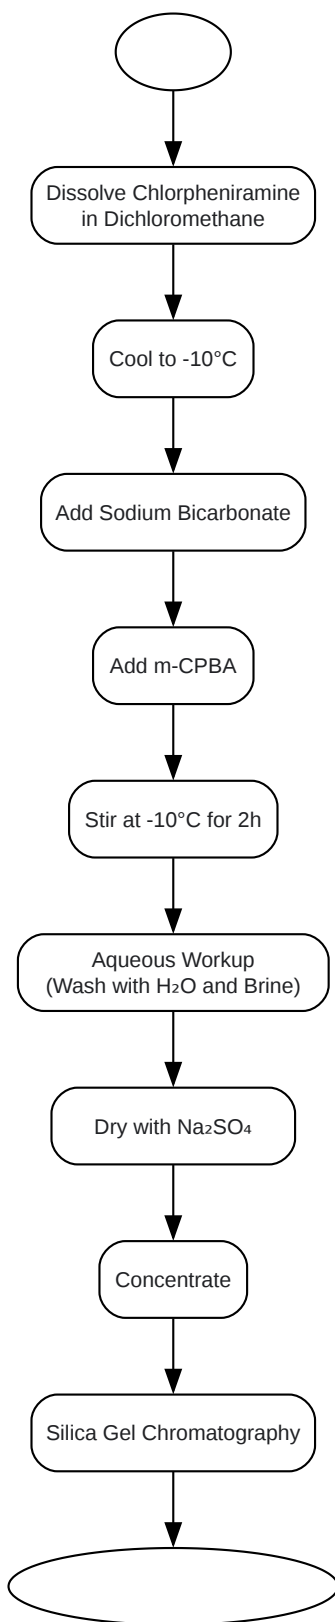 Dissolve Chlorpheniramine
in Dichloromethane
Cool to -10°C
Add Sodium Bicarbonate
Add m-CPBA
Stir at -10°C for 2h
Aqueous Workup
(Wash with H₂O and Brine)
Dry with Na₂SO₄
Concentrate
Silica Gel Chromatography